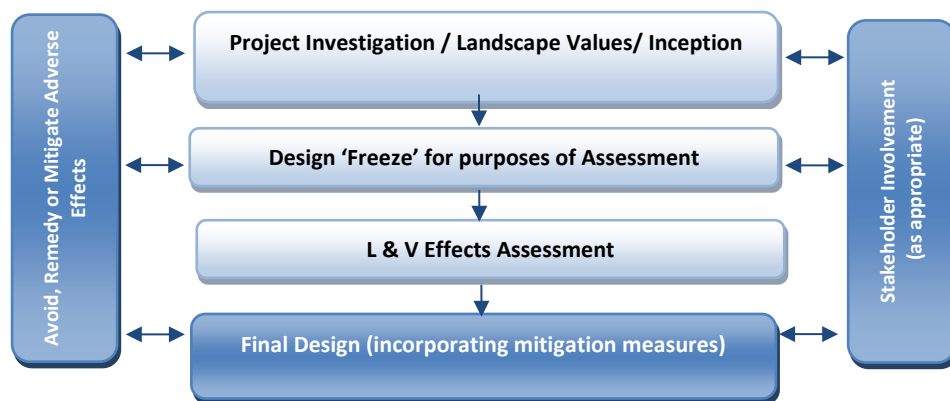 Avoid, Remedy or Mitigate Adverse
Effects
Project Investigation / Landscape Values/ Inception
Design ‘Freeze’ for purposes of Assessment
L & V Effects Assessment
Final Design (incorporating mitigation measures)
Stakeholder Involvement
(as appropriate)